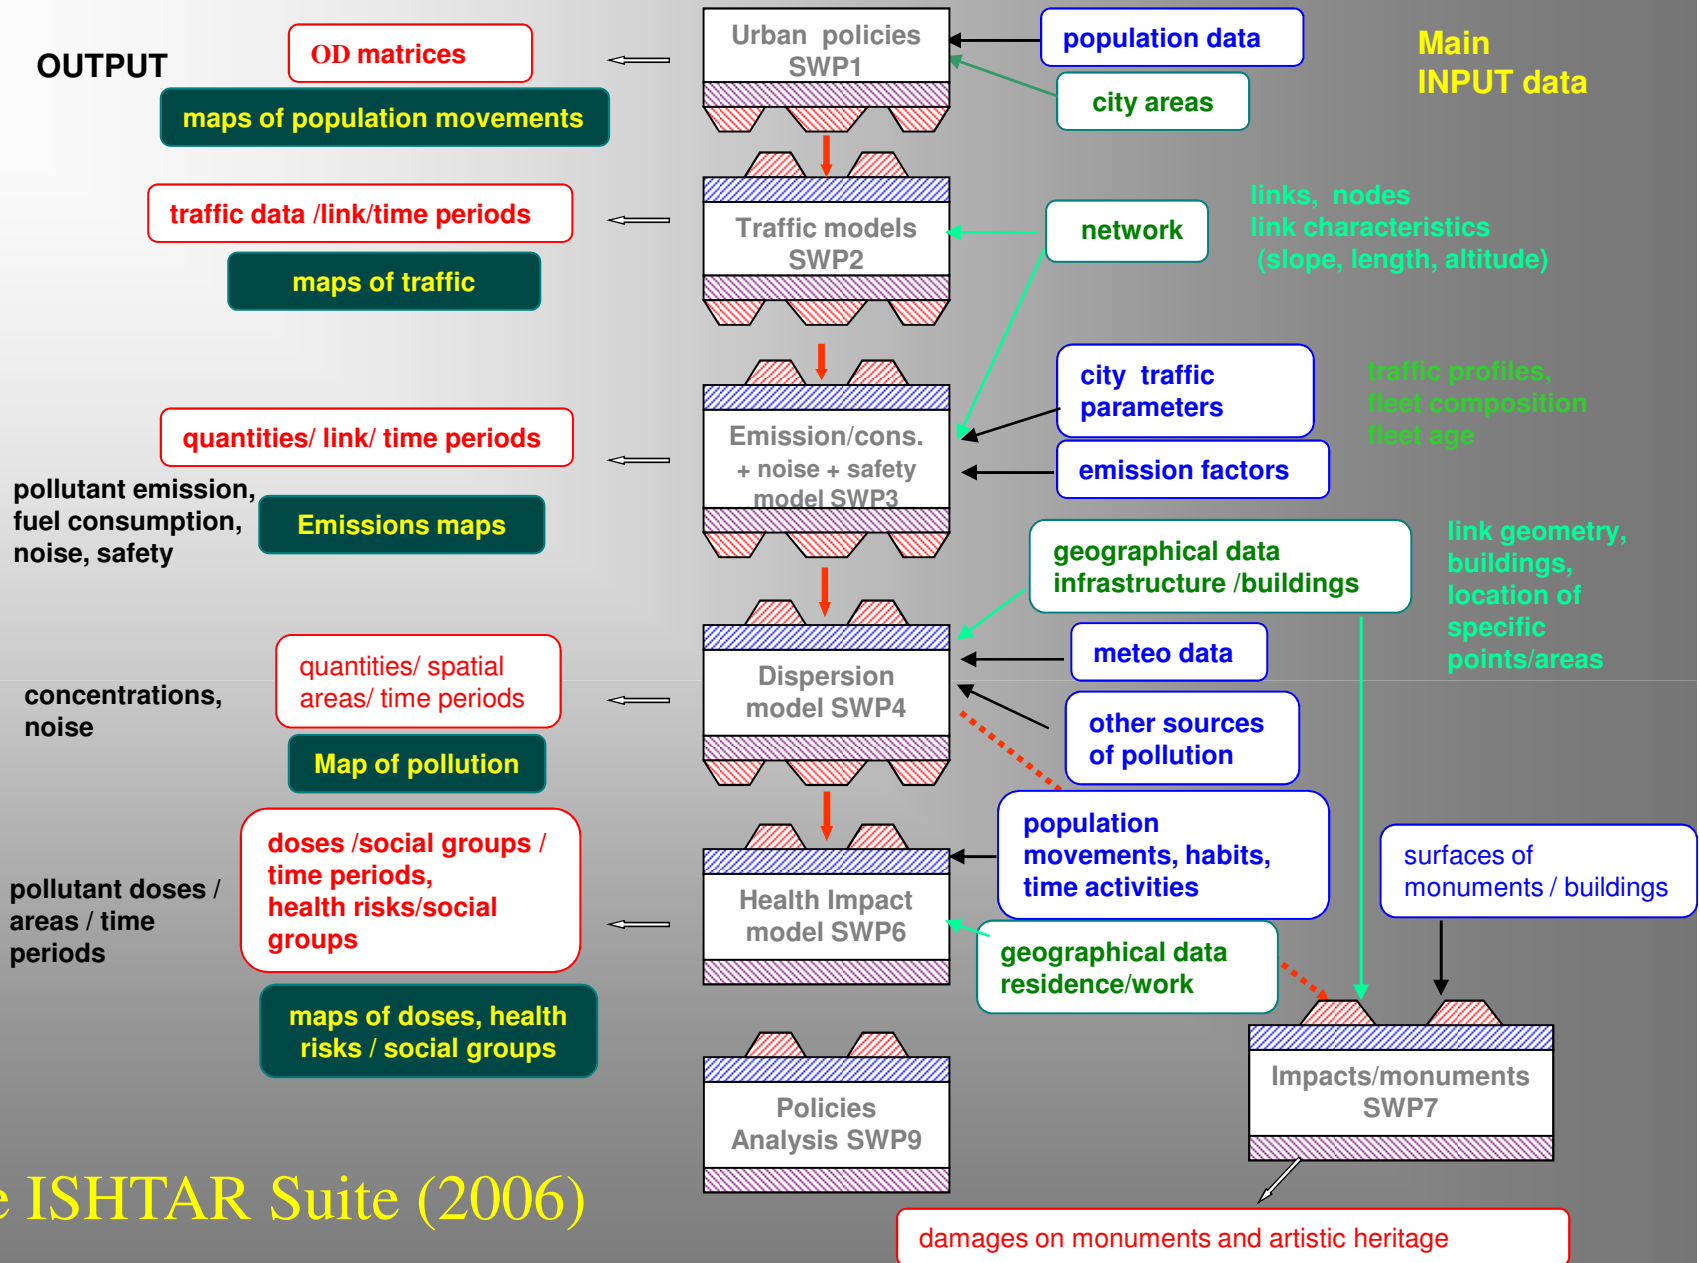 OUTPUT
OD matrices
maps of population movements
Urban policies
SWP1
population data
city areas
Main
INPUT data
traffic data /link/time periods
maps of traffic
Traffic models
SWP2
network
links, nodes
link characteristics
(slope, length, altitude)
quantities/ link/ time periods
pollutant emission,
fuel consumption,
noise, safety
Emissions maps
Emission/cons.
+ noise + safety
model SWP3
city traffic
parameters
emission factors
traffic profiles,
fleet composition
fleet age
geographical data
infrastructure /buildings
link geometry,
buildings,
location of
specific
points/areas
concentrations,
noise
quantities/ spatial
areas/ time periods
Map of pollution
Dispersion
model SWP4
meteo data
other sources
of pollution
pollutant doses /
areas / time
periods
doses /social groups /
time periods,
health risks/social
groups
maps of doses, health
risks / social groups
Health Impact
model SWP6
population
movements, habits,
time activities
geographical data
residence/work
surfaces of
monuments / buildings
Policies
Analysis SWP9
Impacts/monuments
SWP7
e ISHTAR Suite (2006)
damages on monuments and artistic heritage